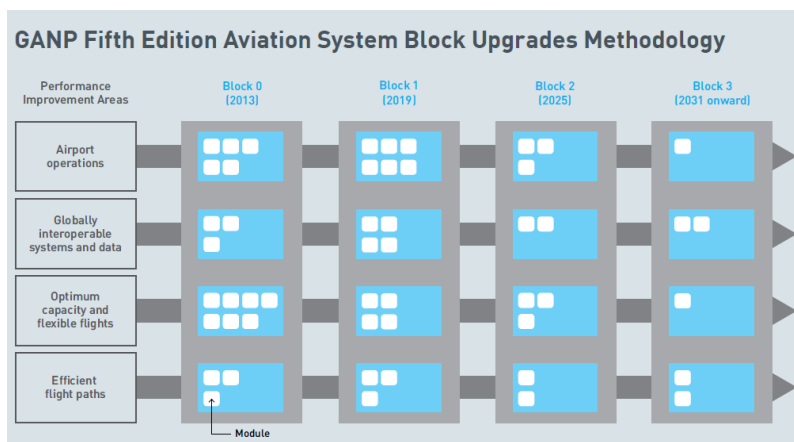 GANP Fifth Edition Aviation System Block Upgrades Methodology
Performance
Improvement Areas
Block 0
(2013)
Block 1
(2019)
Block 2
(2025)
Block 3
(2031 onward)
Airport
operations
Globally
interoperable
systems and data
Optimum
capacity and
flexible flights
Efficient
flight paths
Module